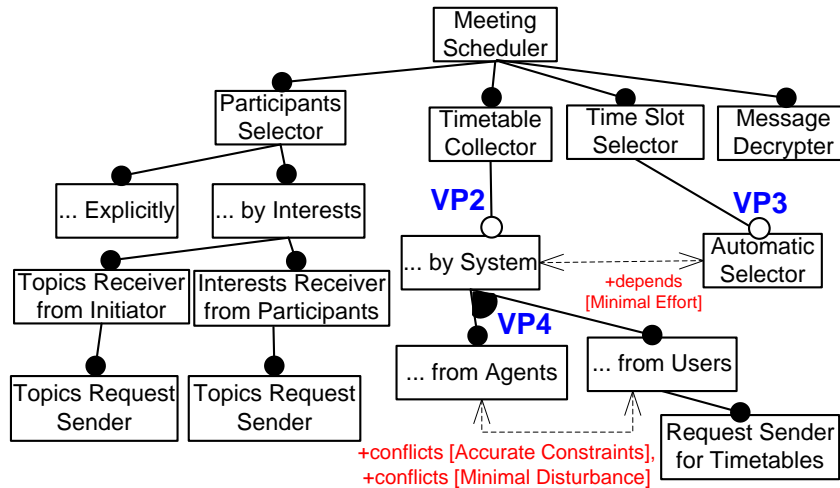 Meeting
Scheduler
Participants
Selector
Timetable
Collector
Time Slot
Selector
Message
Decrypter
... Explicitly
... by Interests
VP2
VP3
... by System
Automatic
Selector
Topics Receiver
from Initiator
Interests Receiver
from Participants
+depends
[Minimal Effort]
VP4
... from Agents
... from Users
Topics Request
Sender
Topics Request
Sender
Request Sender
for Timetables
+conflicts [Accurate Constraints],
+conflicts [Minimal Disturbance]